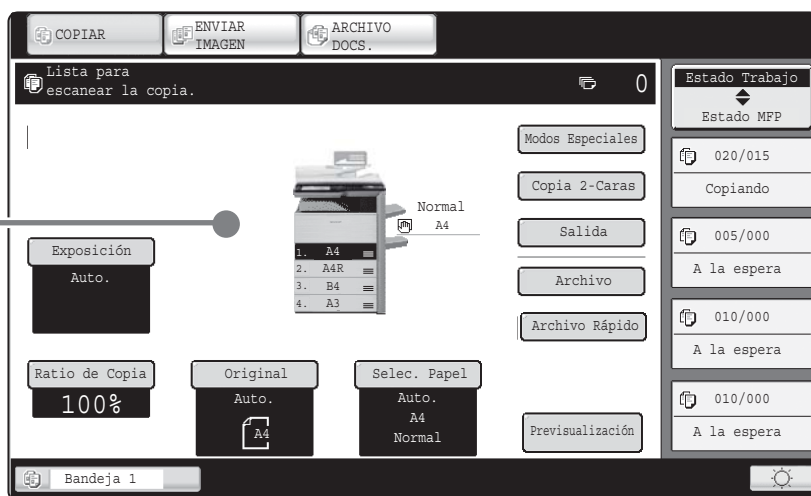 COPIAR
ENVIAR
IMAGEN
ARCHIVO
DOCS.
Lista para
escanear la copia.
0
Modos Especiales
Copia 2-Caras
Salida
Archivo
Archivo Rápido
Previsualización
Normal
A4
1. A4
2. A4R
3. B4
4. A3
Exposición
Auto.
Ratio de Copia
100%
Original
Auto.
A4
Selec. Papel
Auto.
A4
Normal
Estado Trabajo
Estado MFP
020/015
Copiando
005/000
A la espera
010/000
A la espera
010/000
A la espera
Bandeja 1